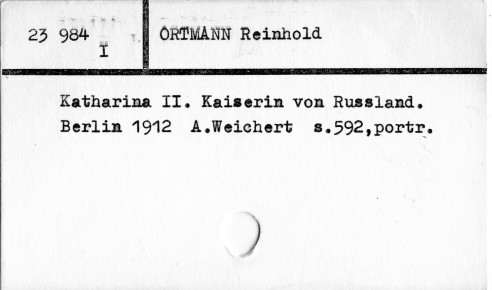 23 984 ORTMANN Reinhold
I
Katharina II. Kaiserin von Russland.
Berlin 1912 A.Weichert s.592,portr.